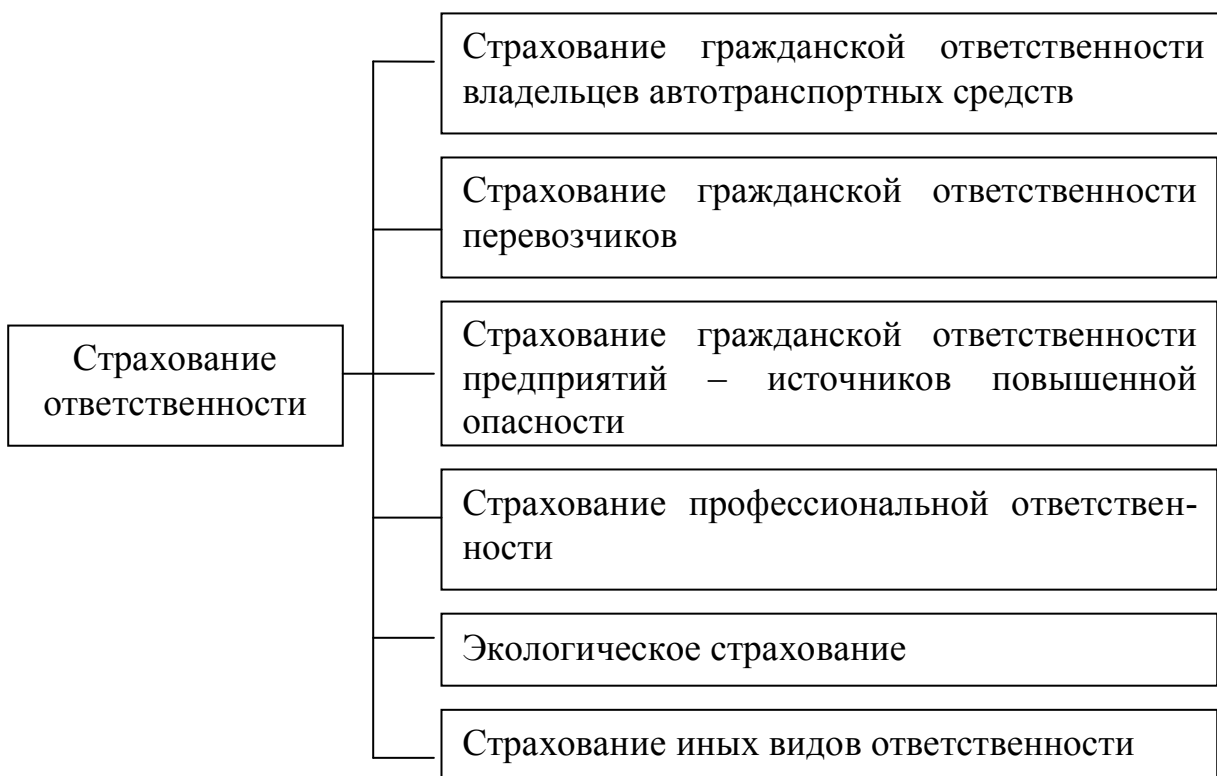 Страхование гражданской ответственности
владельцев автотранспортных средств
Страхование гражданской ответственности
перевозчиков
Страхование гражданской ответственности
предприятий – источников повышенной
опасности
Страхование
ответственности
Страхование профессиональной ответствен-
ности
Экологическое страхование
Страхование иных видов ответственности